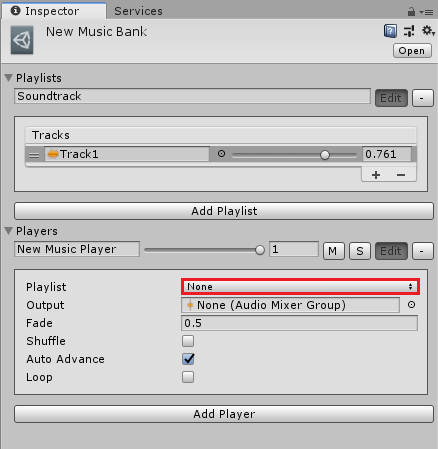 Inspector Services
New Music Bank
Open
Playlists
Soundtrack Edit -
Tracks
Track1 0.761
+ -
Add Playlist
Players
New Music Player 1 M S Edit -
Playlist None
Output None (Audio Mixer Group)
Fade 0.5
Shuffle
Auto Advance
Loop
Add Player